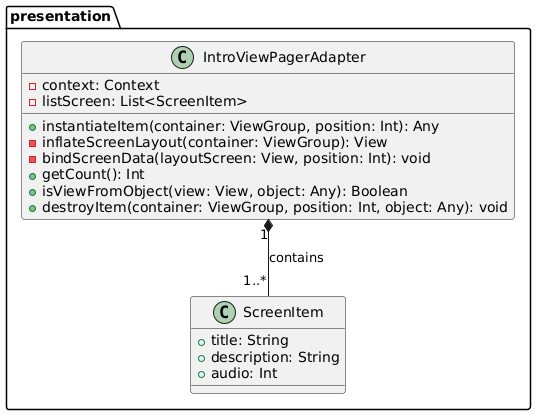 presentation
C IntroViewPagerAdapter
context: Context
listScreen: List<ScreenItem>
instantiateItem(container: ViewGroup, position: Int): Any
inflateScreenLayout(container: ViewGroup): View
bindScreenData(layoutScreen: View, position: Int): void
getCount(): Int
isViewFromObject(view: View, object: Any): Boolean
destroyItem(container: ViewGroup, position: Int, object: Any): void
1
contains
1..*
C ScreenItem
title: String
description: String
audio: Int